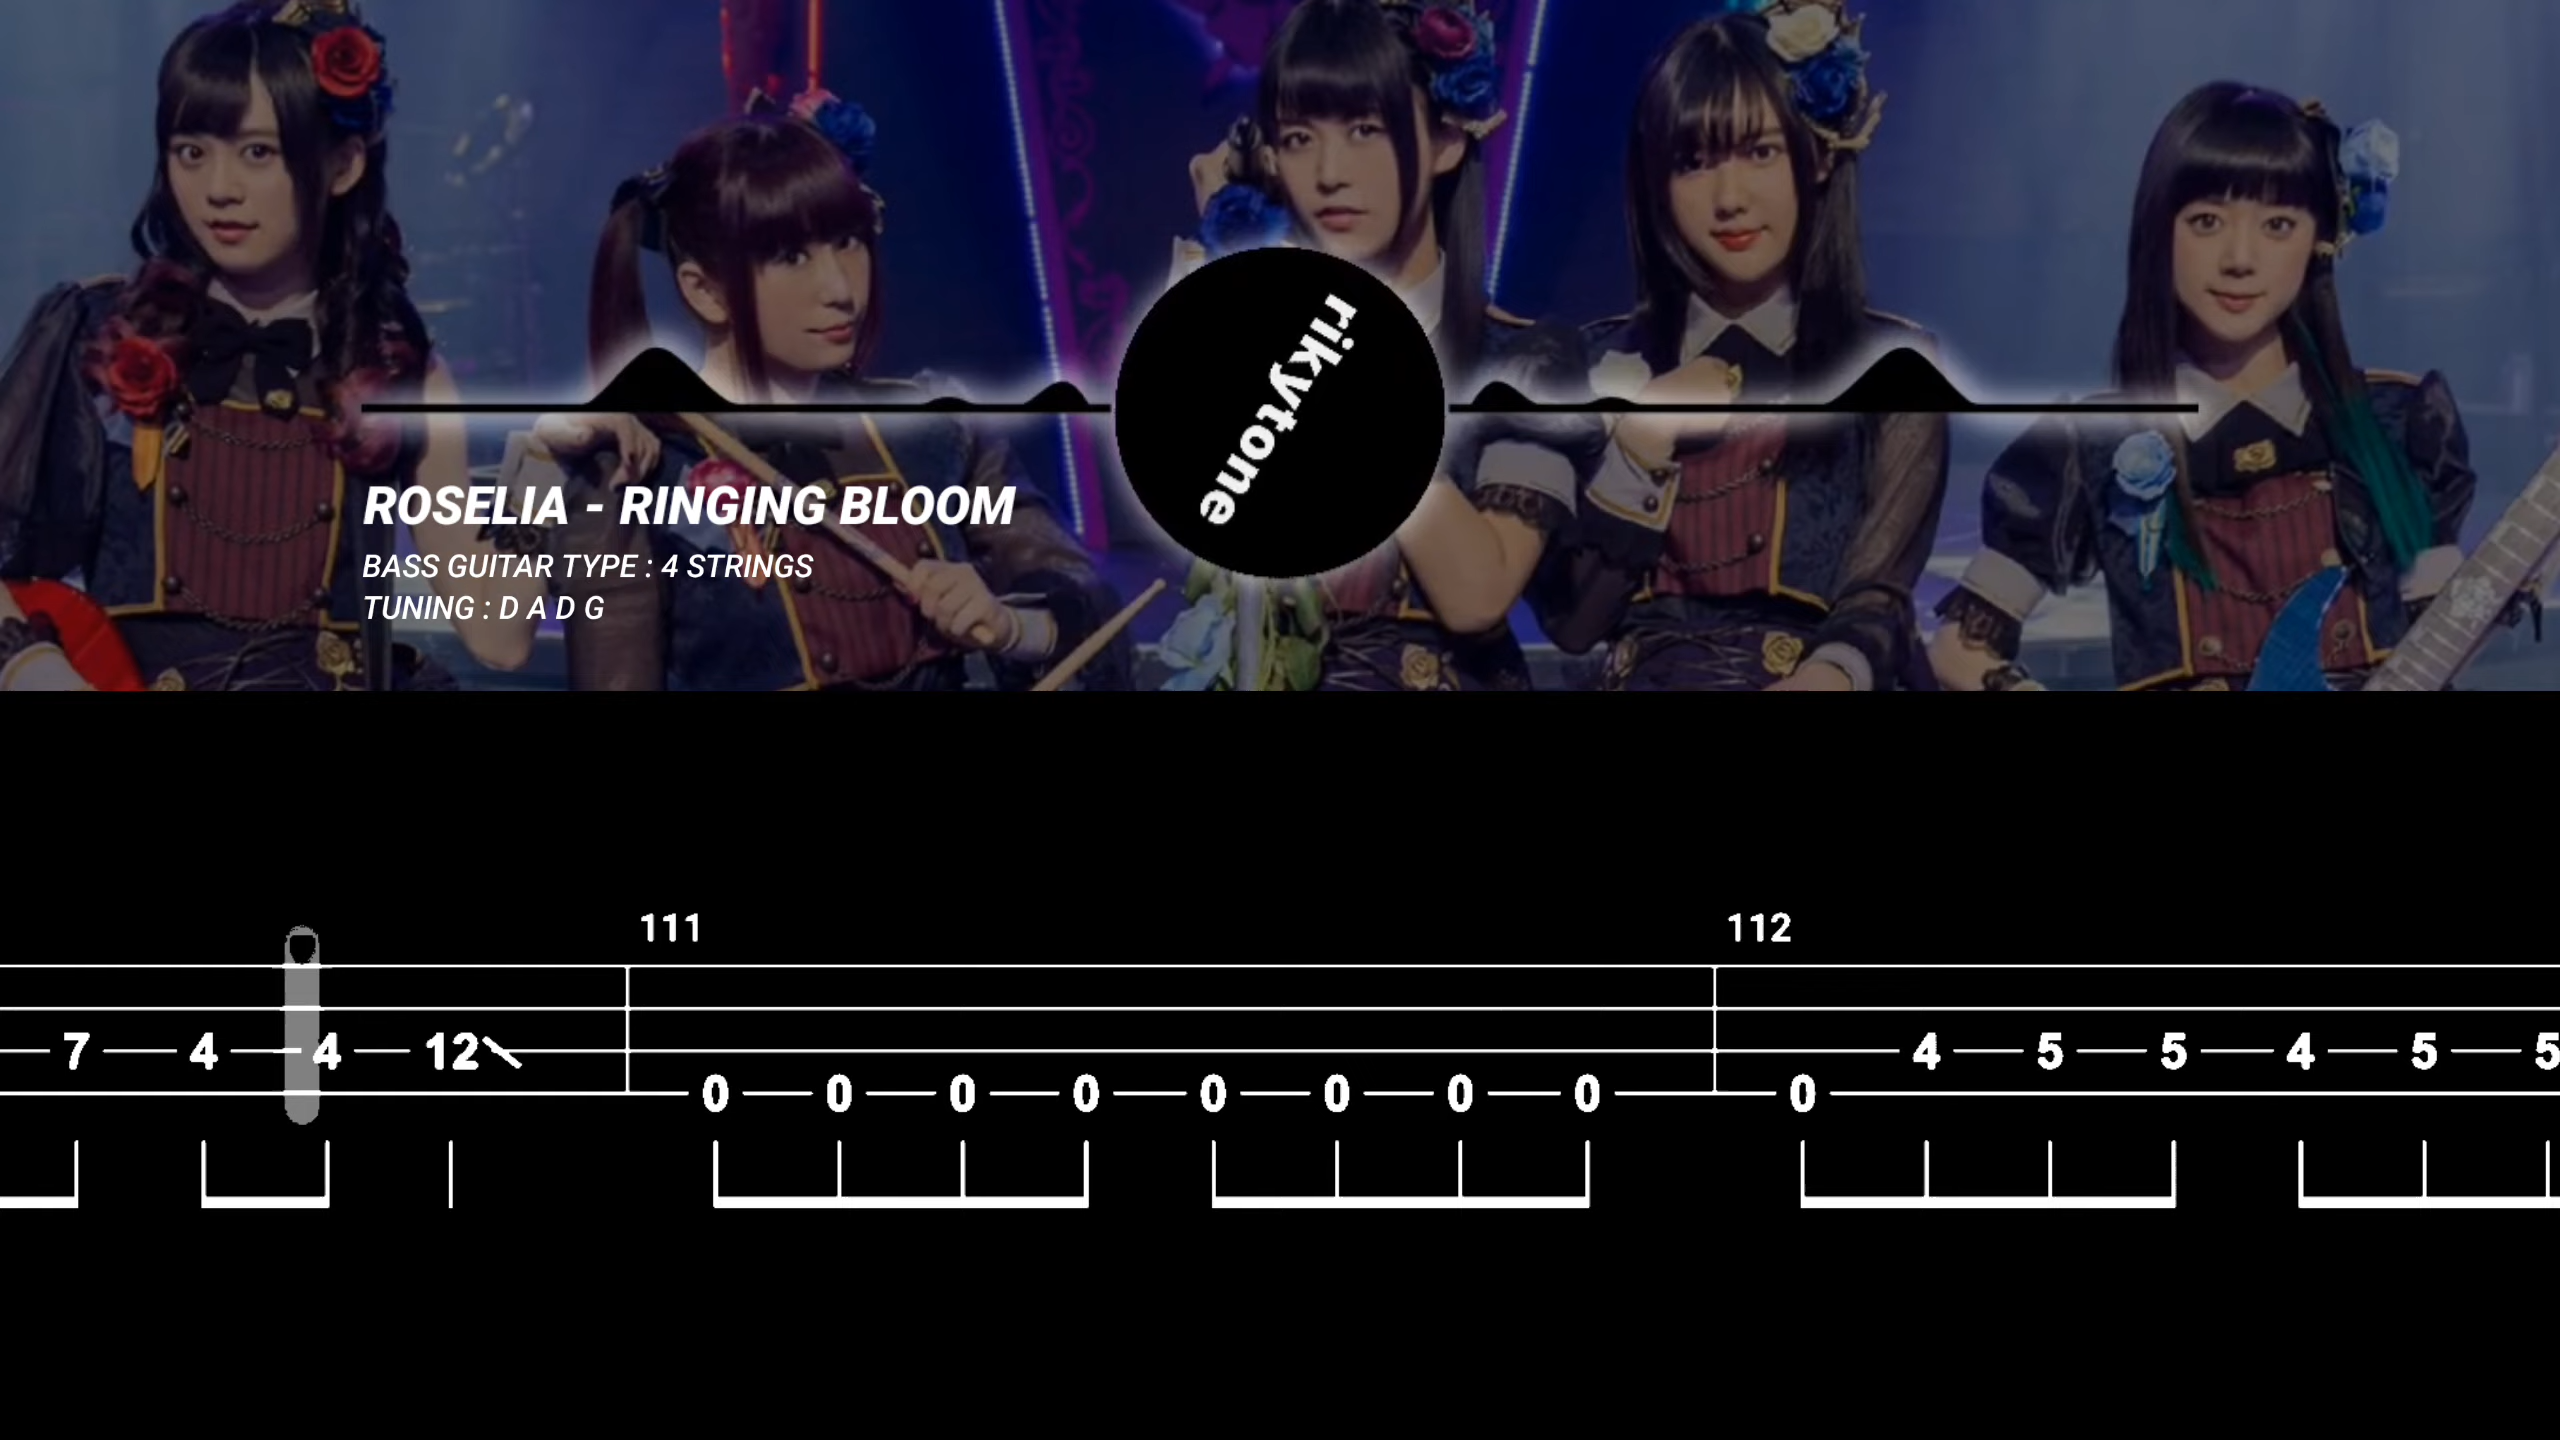 rikytone
ROSELIA - RINGING BLOOM
BASS GUITAR TYPE : 4 STRINGS
TUNING : D A D G
111 112
7 4 4 12 4 5 5 4 5 5
0 0 0 0 0 0 0 0 0